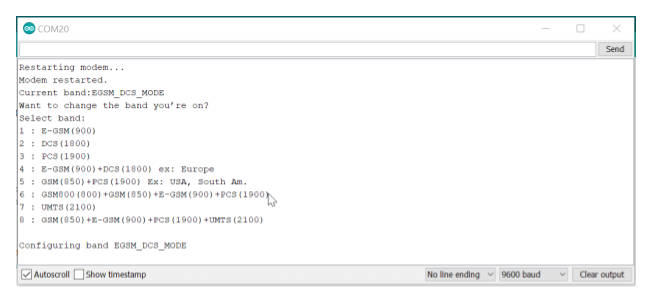 COM20
Send
Restarting modem...
Modem restarted.
Current band:EGSM_DCS_MODE
Want to change the band you're on?
Select band:
1 : E-GSM(900)
2 : DCS(1800)
3 : PCS(1900)
4 : E-GSM(900)+DCS(1800) ex: Europe
5 : GSM(850)+PCS(1900) Ex: USA, South Am.
6 : GSM800(800)+GSM(850)+E-GSM(900)+PCS(1900)
7 : UMTS(2100)
8 : GSM(850)+E-GSM(900)+PCS(1900)+UMTS(2100)
Configuring band EGSM_DCS_MODE
Autoscroll Show timestamp No line ending 9600 baud Clear output